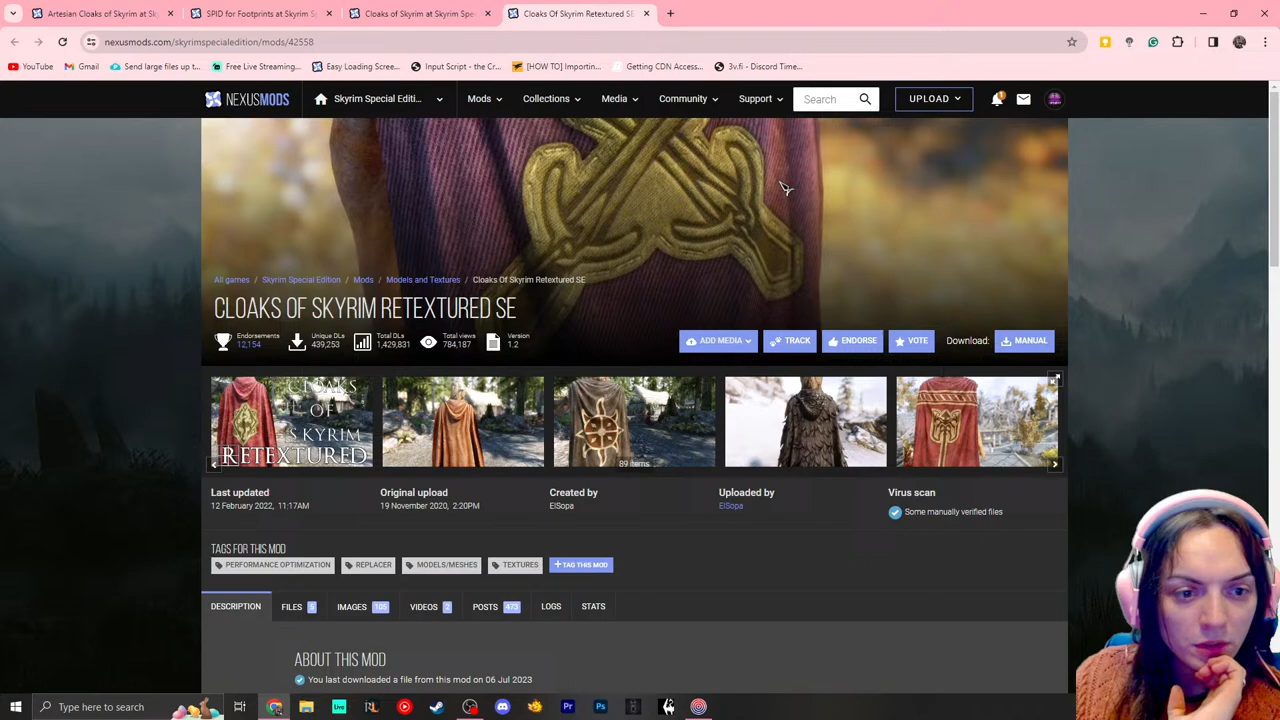 Artesian Cloaks of Skyrim at Sk
SPID for Footprints at Skyrim S
Cloaks of Skyrim at Skyrim Spe
Cloaks Of Skyrim Retextured SE
nexusmods.com/skyrimspecialedition/mods/42558
YouTube
Gmail
Send large files up t...
Free Live Streaming...
Easy Loading Scree...
Input Script - the Cr...
[HOW TO] Importin...
Getting CDN Access...
3v.fi - Discord Time...
NEXUSMODS
Skyrim Special Editi...
Mods
Collections
Media
Community
Support
Search
UPLOAD
All games / Skyrim Special Edition / Mods / Models and Textures / Cloaks Of Skyrim Retextured SE
CLOAKS OF SKYRIM RETEXTURED SE
Endorsements
12,154
Unique DLs
439,253
Total DLs
1,429,831
Total views
784,187
Version
1.2
ADD MEDIA
TRACK
ENDORSE
VOTE
Download:
MANUAL
CLOAKS
OF
SKYRIM
RETEXTURED
89 items
Last updated
12 February 2022, 11:17AM
Original upload
19 November 2020, 2:20PM
Created by
ElSopa
Uploaded by
ElSopa
Virus scan
Some manually verified files
TAGS FOR THIS MOD
PERFORMANCE OPTIMIZATION
REPLACER
MODELS/MESHES
TEXTURES
+ TAG THIS MOD
DESCRIPTION
FILES 5
IMAGES 105
VIDEOS 2
POSTS 473
LOGS
STATS
ABOUT THIS MOD
You last downloaded a file from this mod on 06 Jul 2023
Type here to search
Live
RL
Pr
Ps